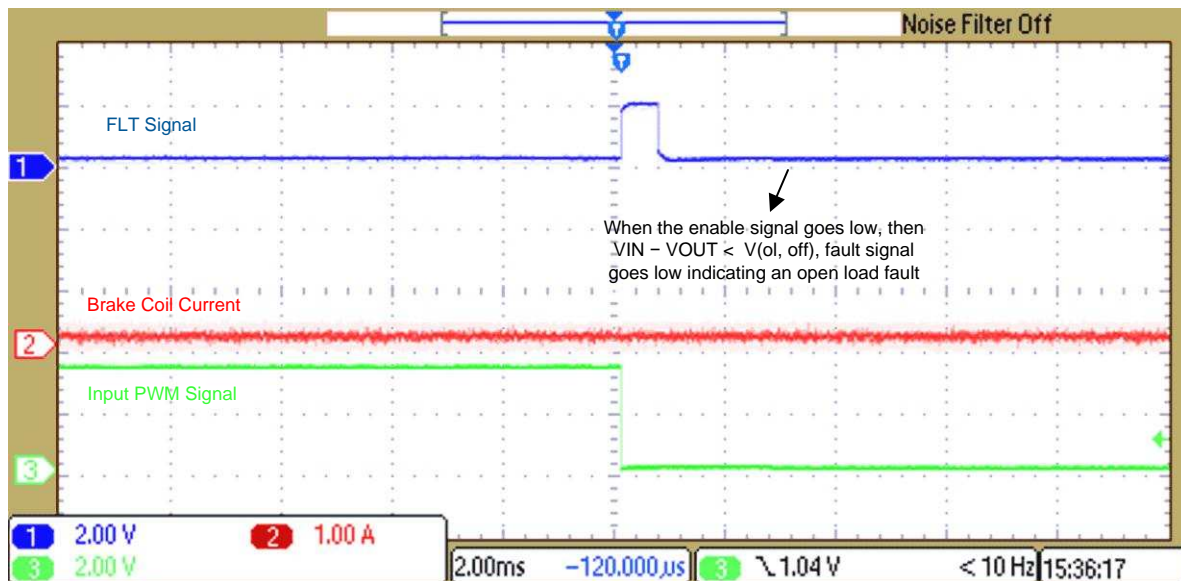 Noise Filter Off
T
T
FLT Signal
1
When the enable signal goes low, then
VIN − VOUT < V(ol, off), fault signal
goes low indicating an open load fault
Brake Coil Current
2
Input PWM Signal
3
1 2.00 V 2 1.00 A
3 2.00 V
2.00ms −120.000µs 3 1.04 V < 10 Hz 15:36:17